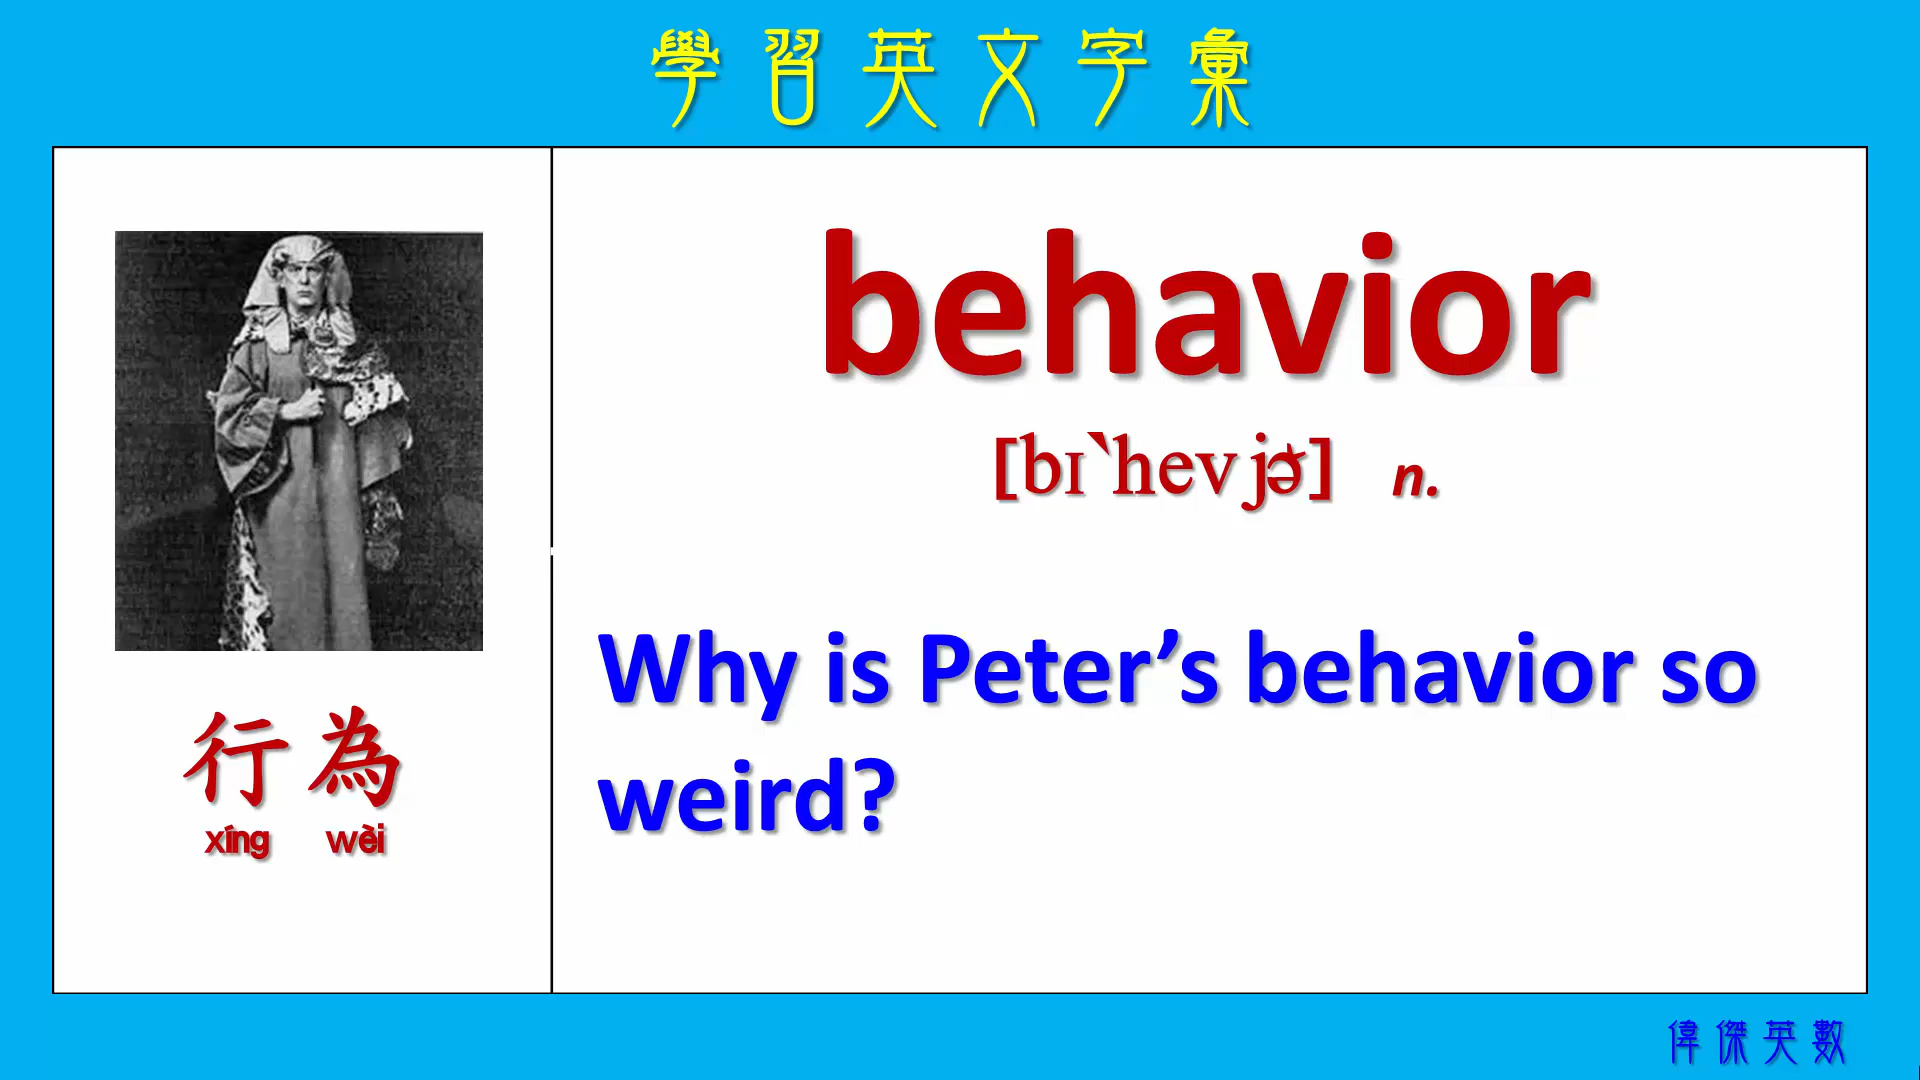 學習英文字彙
behavior
[bɪˋhevjɚ] n.
行為
xíng wèi
Why is Peter’s behavior so
weird?
偉傑英數